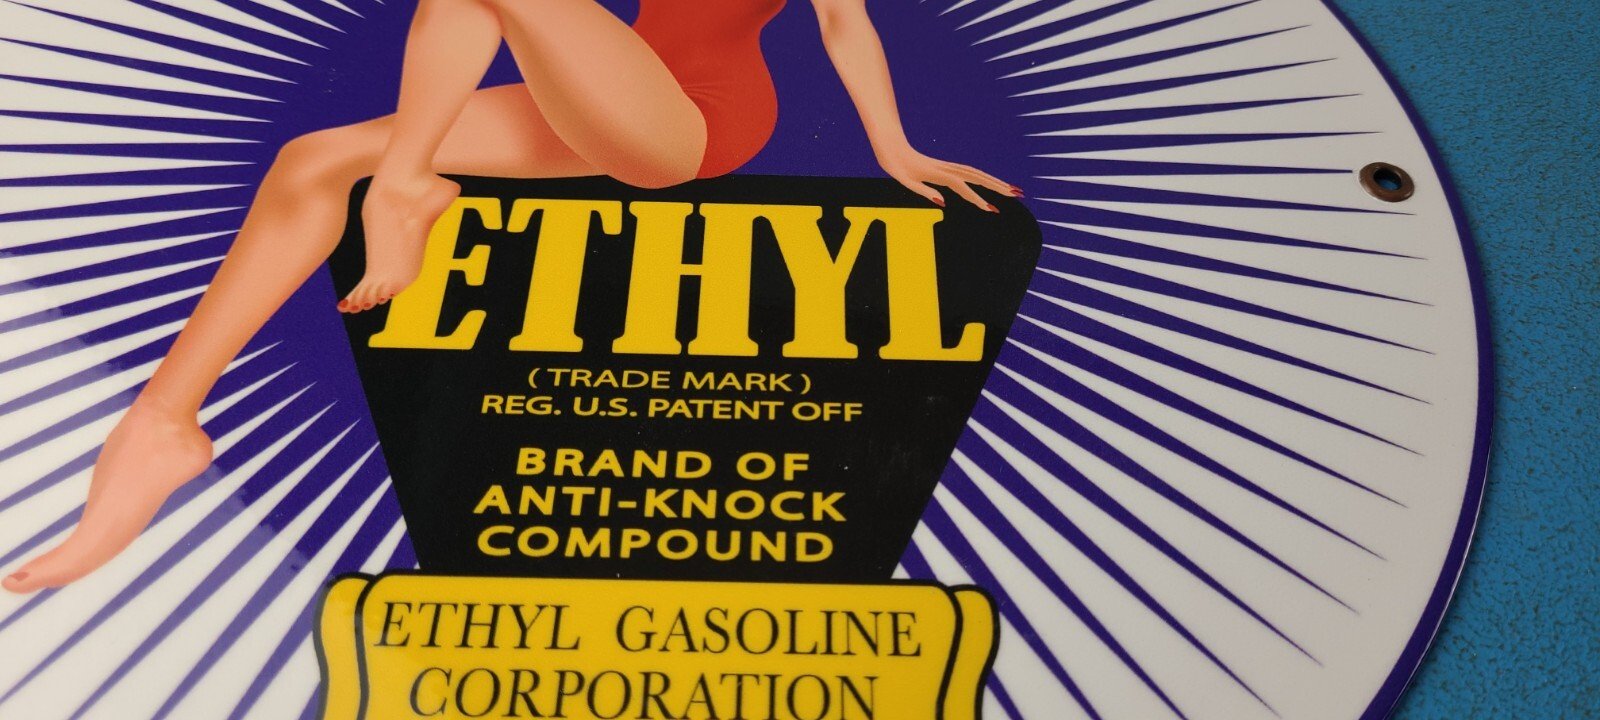 ETHYL
( TRADE MARK )
REG. U.S. PATENT OFF
BRAND OF
ANTI-KNOCK
COMPOUND
ETHYL GASOLINE
CORPORATION